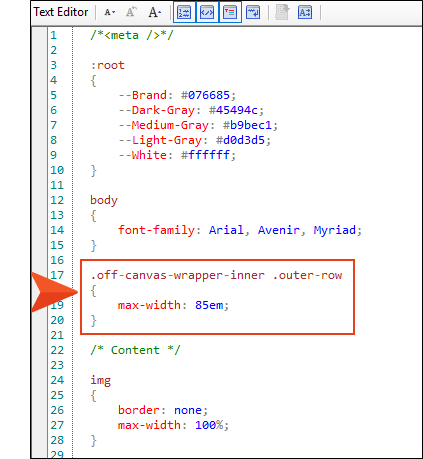 Text Editor A A A
1 /*<meta />*/
2
3 :root
4 {
5 --Brand: #076685;
6 --Dark-Gray: #45494c;
7 --Medium-Gray: #b9bec1;
8 --Light-Gray: #d0d3d5;
9 --White: #ffffff;
10 }
11
12 body
13 {
14 font-family: Arial, Avenir, Myriad;
15 }
16
17 .off-canvas-wrapper-inner .outer-row
{
19 max-width: 85em;
20 }
21
22 /* Content */
23
24 img
25 {
26 border: none;
27 max-width: 100%;
28 }
29